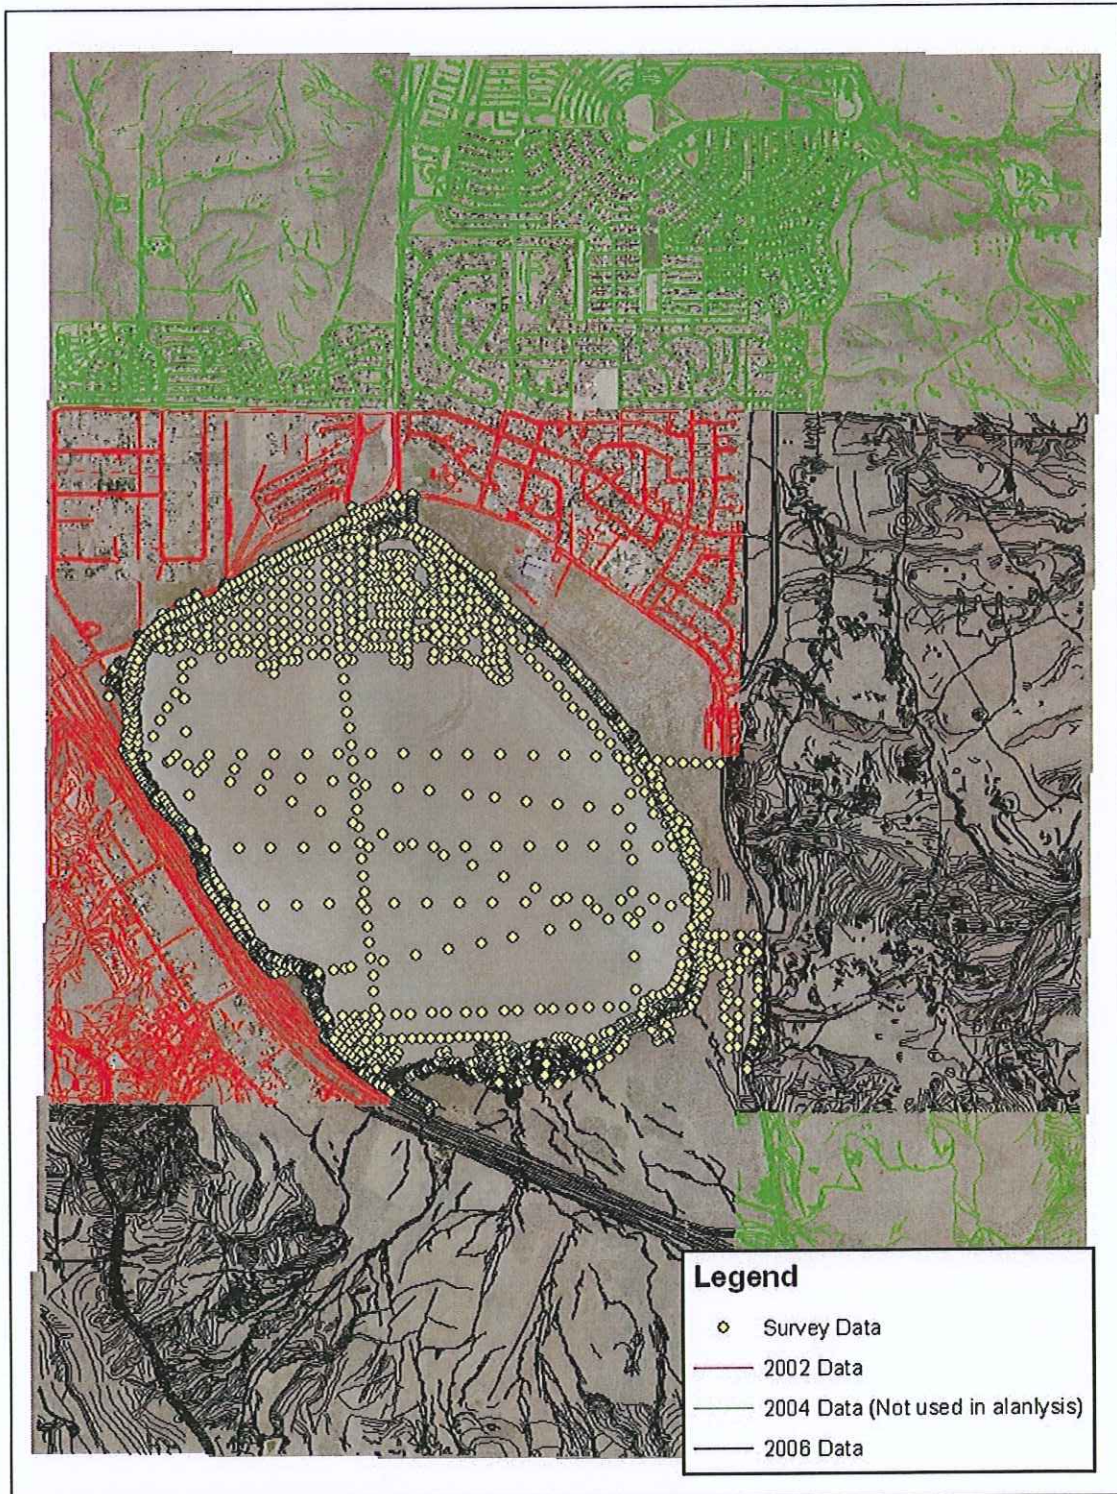 Legend
Survey Data
2002 Data
2004 Data (Not used in alanlysis)
2006 Data